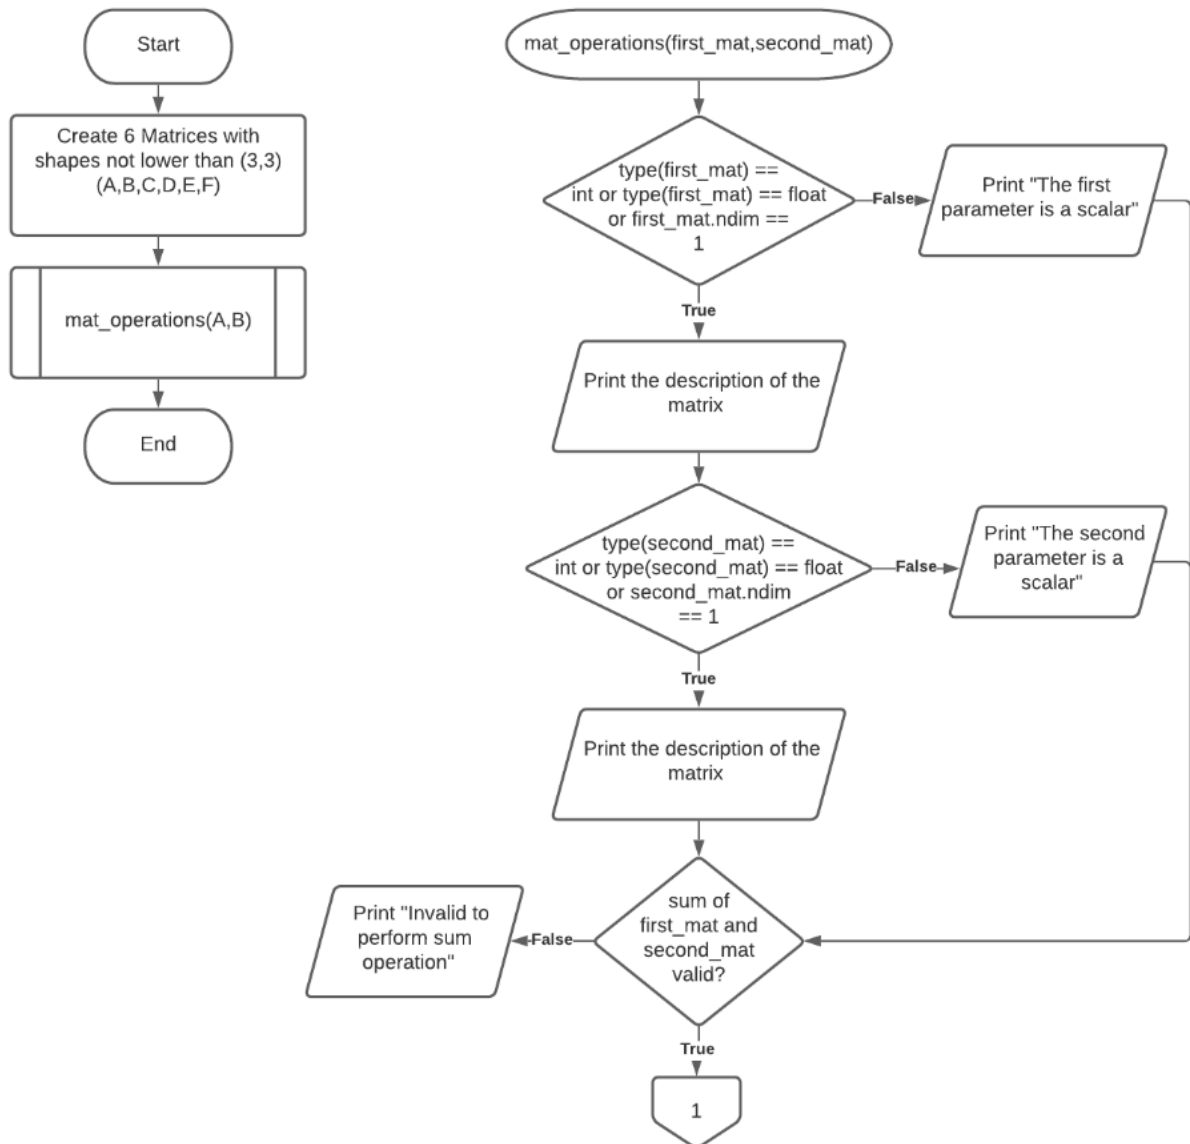 Start
Create 6 Matrices with
shapes not lower than (3,3)
(A,B,C,D,E,F)
mat_operations(A,B)
End
mat_operations(first_mat,second_mat)
type(first_mat) ==
int or type(first_mat) == float
or first_mat.ndim ==
1
False
Print "The first
parameter is a scalar"
True
Print the description of the
matrix
type(second_mat) ==
int or type(second_mat) == float
or second_mat.ndim
== 1
False
Print "The second
parameter is a
scalar"
True
Print the description of the
matrix
sum of
first_mat and
second_mat
valid?
False
Print "Invalid to
perform sum
operation"
True
1